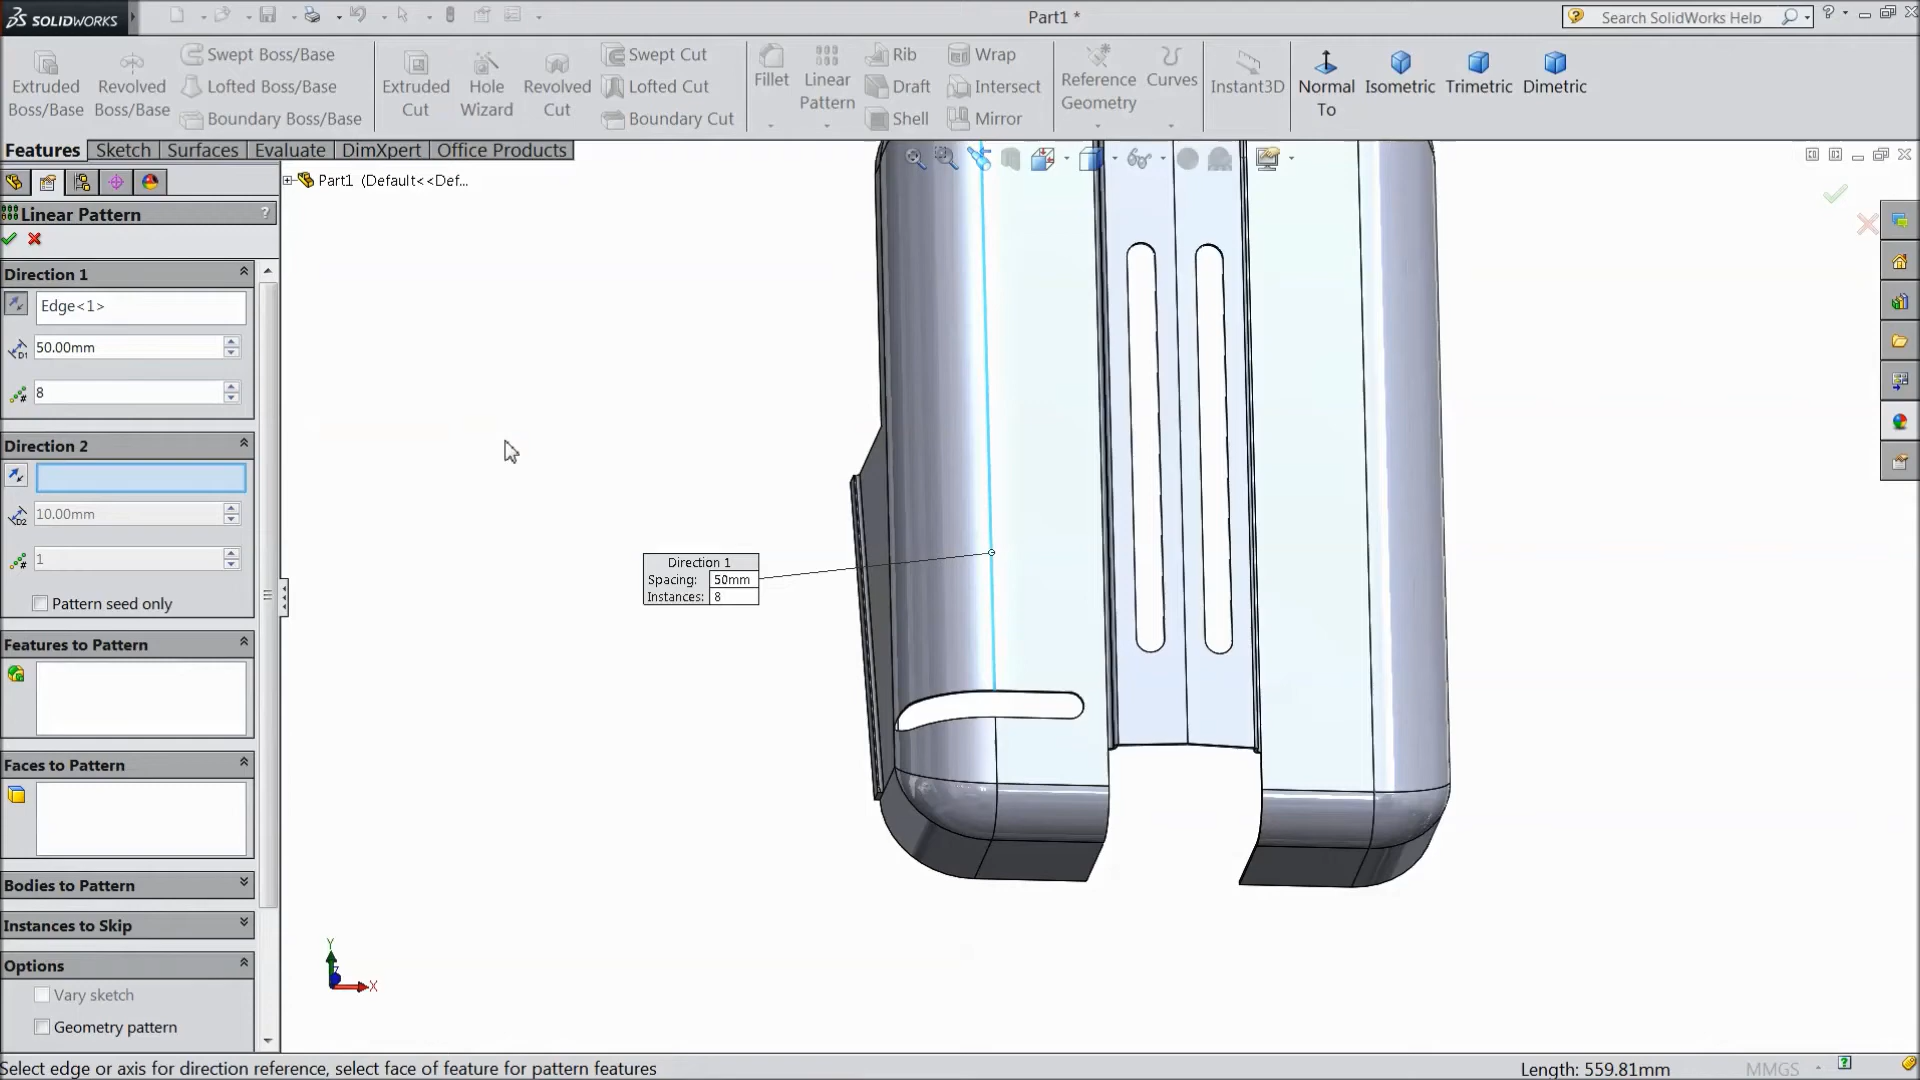 SOLIDWORKS
Part1 *
Search SolidWorks Help
Extruded Boss/Base
Revolved Boss/Base
Swept Boss/Base
Lofted Boss/Base
Boundary Boss/Base
Extruded Cut
Hole Wizard
Revolved Cut
Swept Cut
Lofted Cut
Boundary Cut
Fillet
Linear Pattern
Rib
Draft
Shell
Wrap
Intersect
Mirror
Reference Geometry
Curves
Instant3D
Normal To
Isometric
Trimetric
Dimetric
Features
Sketch
Surfaces
Evaluate
DimXpert
Office Products
Part1 (Default<<Def...
Linear Pattern
?
Direction 1
Edge<1>
50.00mm
8
Direction 2
10.00mm
1
Pattern seed only
Features to Pattern
Faces to Pattern
Bodies to Pattern
Instances to Skip
Options
Vary sketch
Geometry pattern
Direction 1
Spacing: 50mm
Instances: 8
Y
X
Select edge or axis for direction reference, select face of feature for pattern features
Length: 559.81mm
MMGS